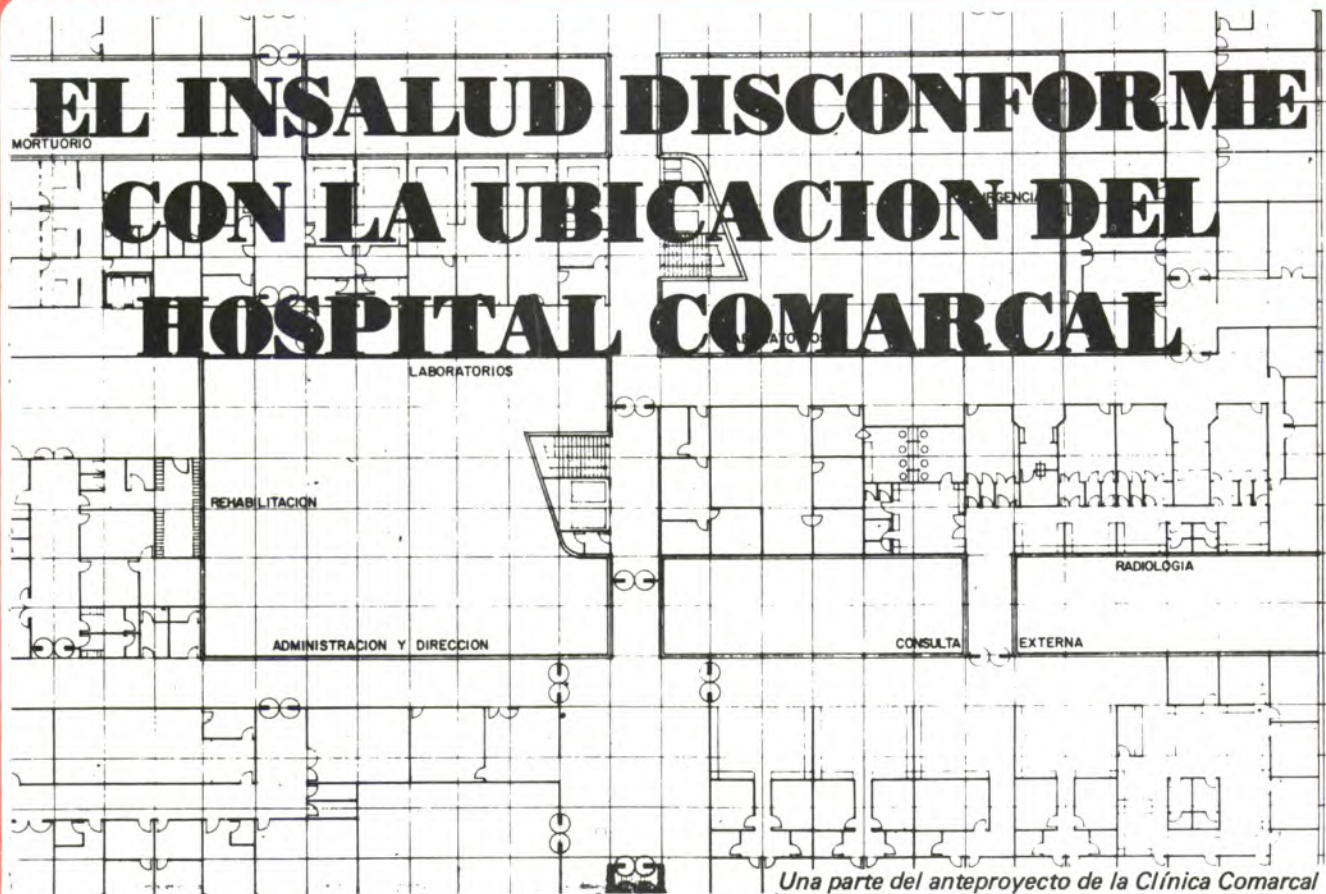 EL INSALUD DISCONFORME
MORTUORIO
CON LA UBICACION DEL
HOSPITAL COMARCAL
LABORATORIOS
REHABILITACION
RADIOLOGIA
ADMINISTRACION Y DIRECCION
CONSULTA EXTERNA
Una parte del anteproyecto de la Clínica Comarcal